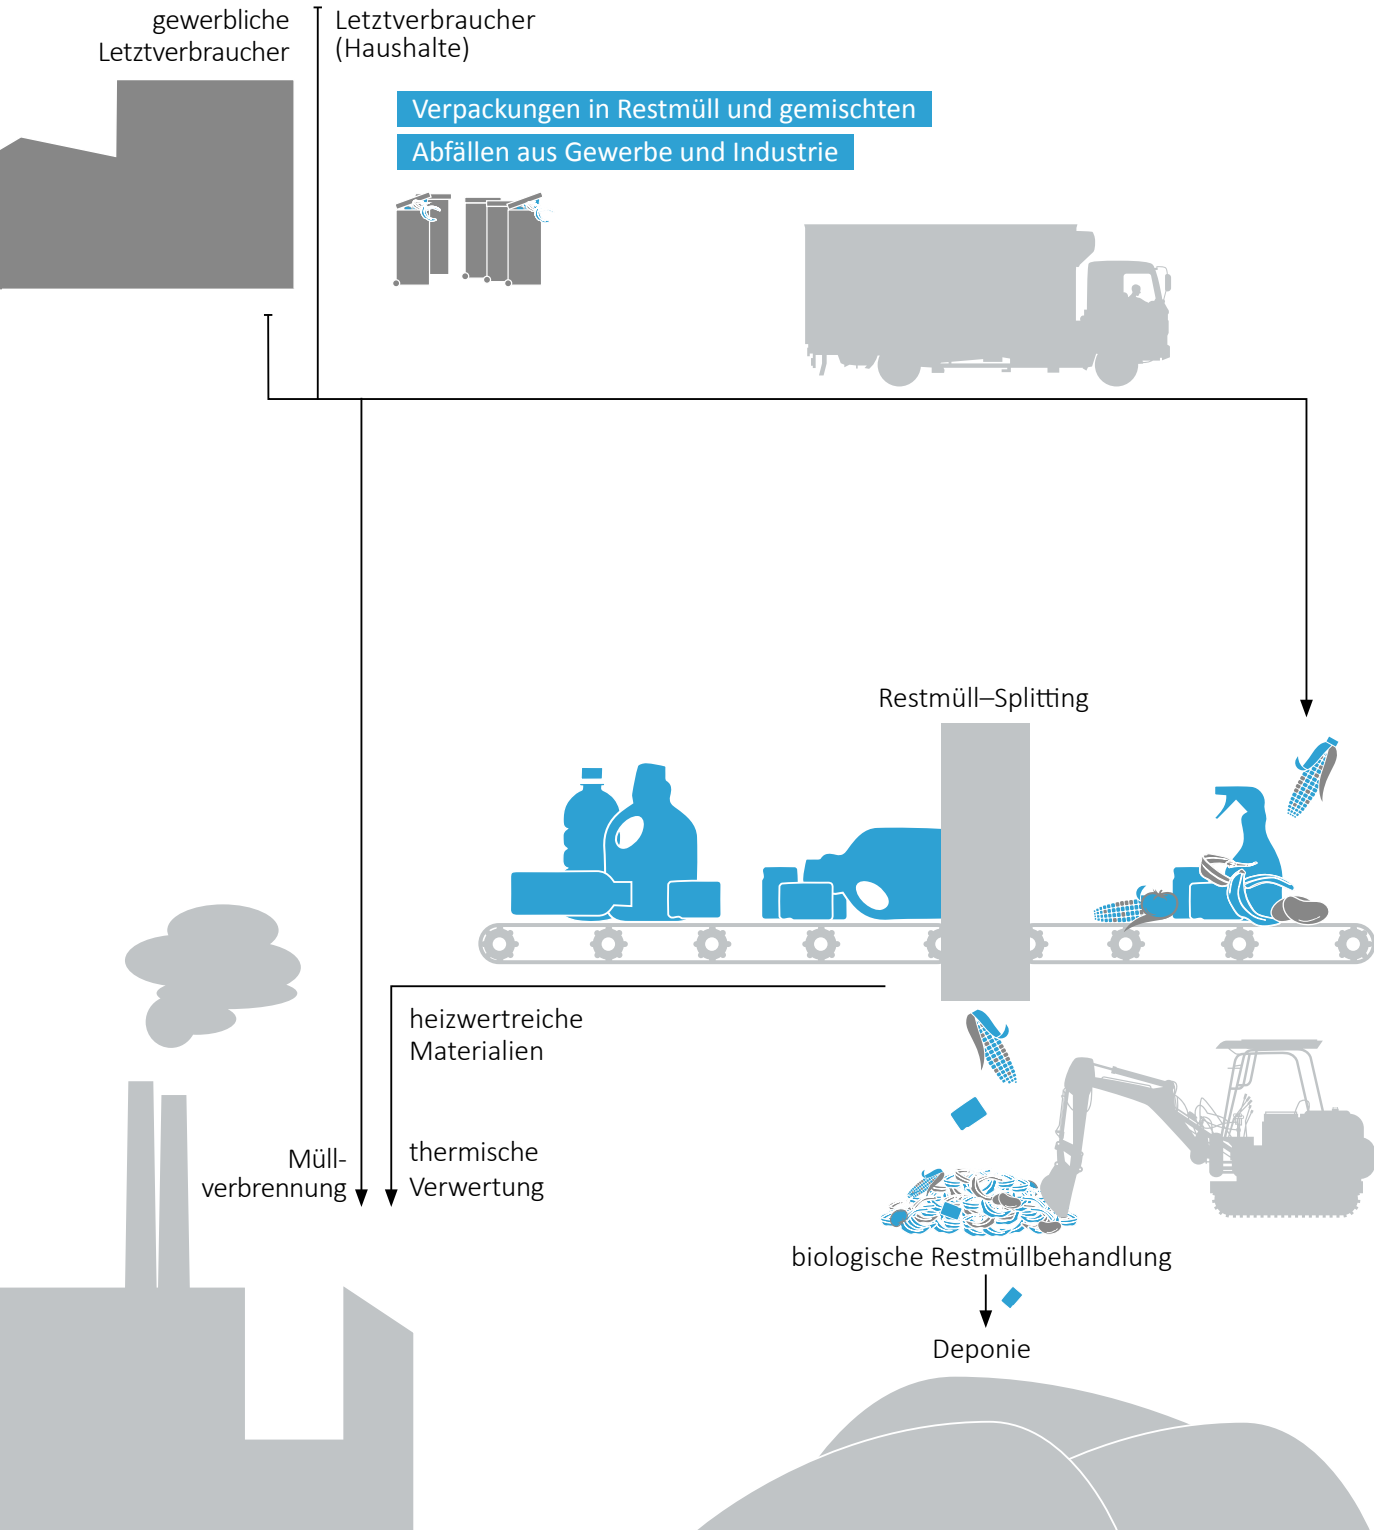 gewerbliche
Letztverbraucher
Letztverbraucher
(Haushalte)
Verpackungen in Restmüll und gemischten
Abfällen aus Gewerbe und Industrie
Restmüll–Splitting
heizwertreiche
Materialien
Müll-
verbrennung
thermische
Verwertung
biologische Restmüllbehandlung
Deponie